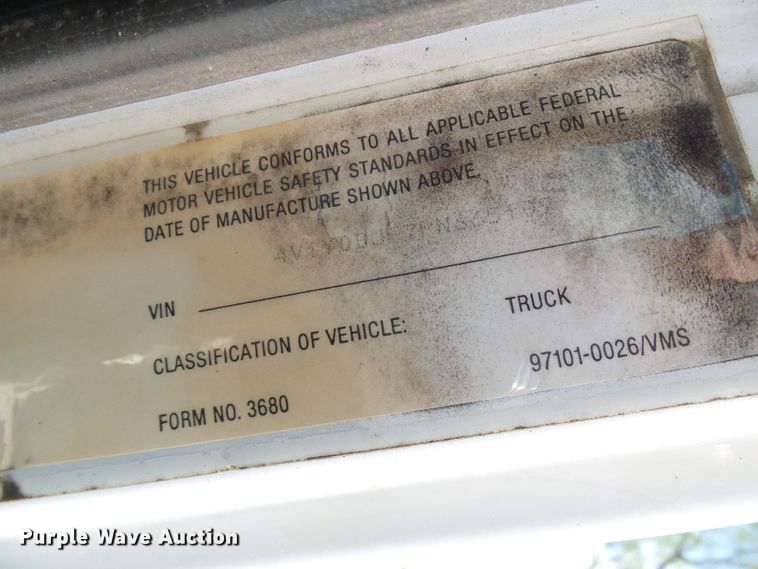 THIS VEHICLE CONFORMS TO ALL APPLICABLE FEDERAL
MOTOR VEHICLE SAFETY STANDARDS IN EFFECT ON THE
DATE OF MANUFACTURE SHOWN ABOVE.
VIN
CLASSIFICATION OF VEHICLE: TRUCK
FORM NO. 3680 97101-0026/VMS
Purple Wave Auction